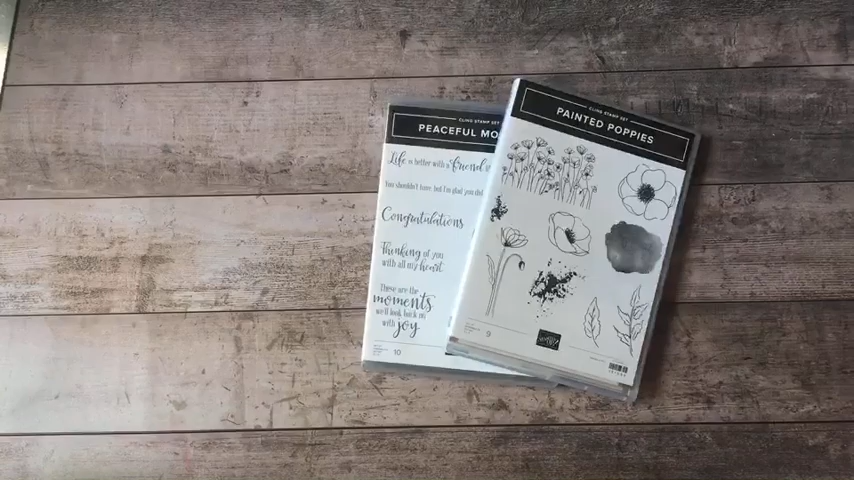 CLING STAMP SET
PEACEFUL MO
Life is better with a friend
You shouldn't have, but I'm glad you did
Congratulations
Thinking of you
with all my heart
These are the
moments
we'll look back on
with joy
10
CLING STAMP SET
PAINTED POPPIES
9